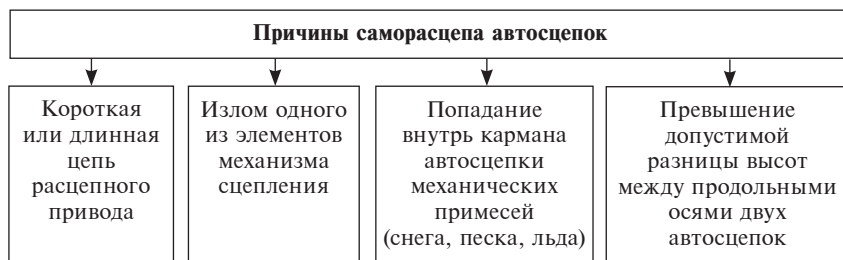 Причины саморасцепа автосцепок
Короткая
или длинная
цепь
расцепного
привода
Излом одного
из элементов
механизма
сцепления
Попадание
внутрь кармана
автосцепки
механических
примесей
(снега, песка, льда)
Превышение
допустимой
разницы высот
между продольными
осями двух
автосцепок